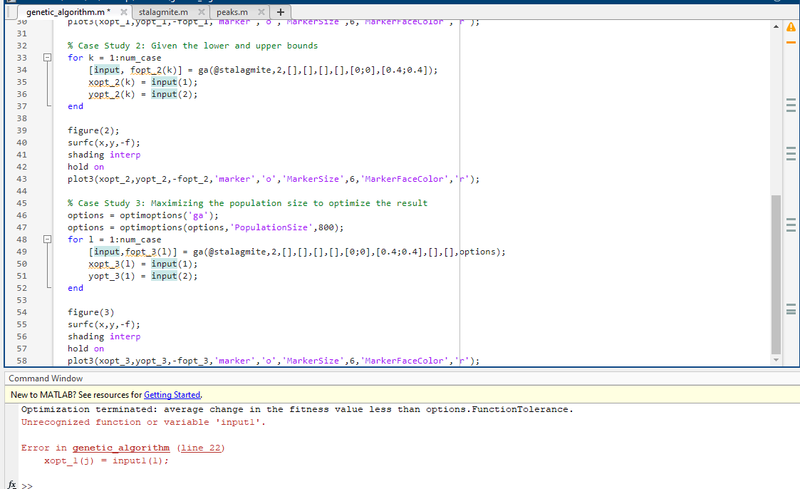 genetic_algorithm.m * × stalagmite.m × peaks.m × +
30 plot3(xopt_1,yopt_1,-fopt_1,'marker','o','MarkerSize',6,'MarkerFaceColor','r');
31
32 % Case Study 2: Given the lower and upper bounds
33 for k = 1:num_case
34 [input, fopt_2(k)] = ga(@stalagmite,2,[],[],[],[],[0;0],[0.4;0.4]);
35 xopt_2(k) = input(1);
36 yopt_2(k) = input(2);
37 end
38
39 figure(2);
40 surfc(x,y,-f);
41 shading interp
42 hold on
43 plot3(xopt_2,yopt_2,-fopt_2,'marker','o','MarkerSize',6,'MarkerFaceColor','r');
44
45 % Case Study 3: Maximizing the population size to optimize the result
46 options = optimoptions('ga');
47 options = optimoptions(options,'PopulationSize',800);
48 for l = 1:num_case
49 [input,fopt_3(l)] = ga(@stalagmite,2,[],[],[],[],[0;0],[0.4;0.4],[],[],options);
50 xopt_3(l) = input(1);
51 yopt_3(1) = input(2);
52 end
53
54 figure(3)
55 surfc(x,y,-f);
56 shading interp
57 hold on
58 plot3(xopt_3,yopt_3,-fopt_3,'marker','o','MarkerSize',6,'MarkerFaceColor','r');
Command Window
New to MATLAB? See resources for Getting Started.
Optimization terminated: average change in the fitness value less than options.FunctionTolerance.
Unrecognized function or variable 'input1'.
Error in genetic_algorithm (line 22)
xopt_1(j) = input1(1);
fx >>